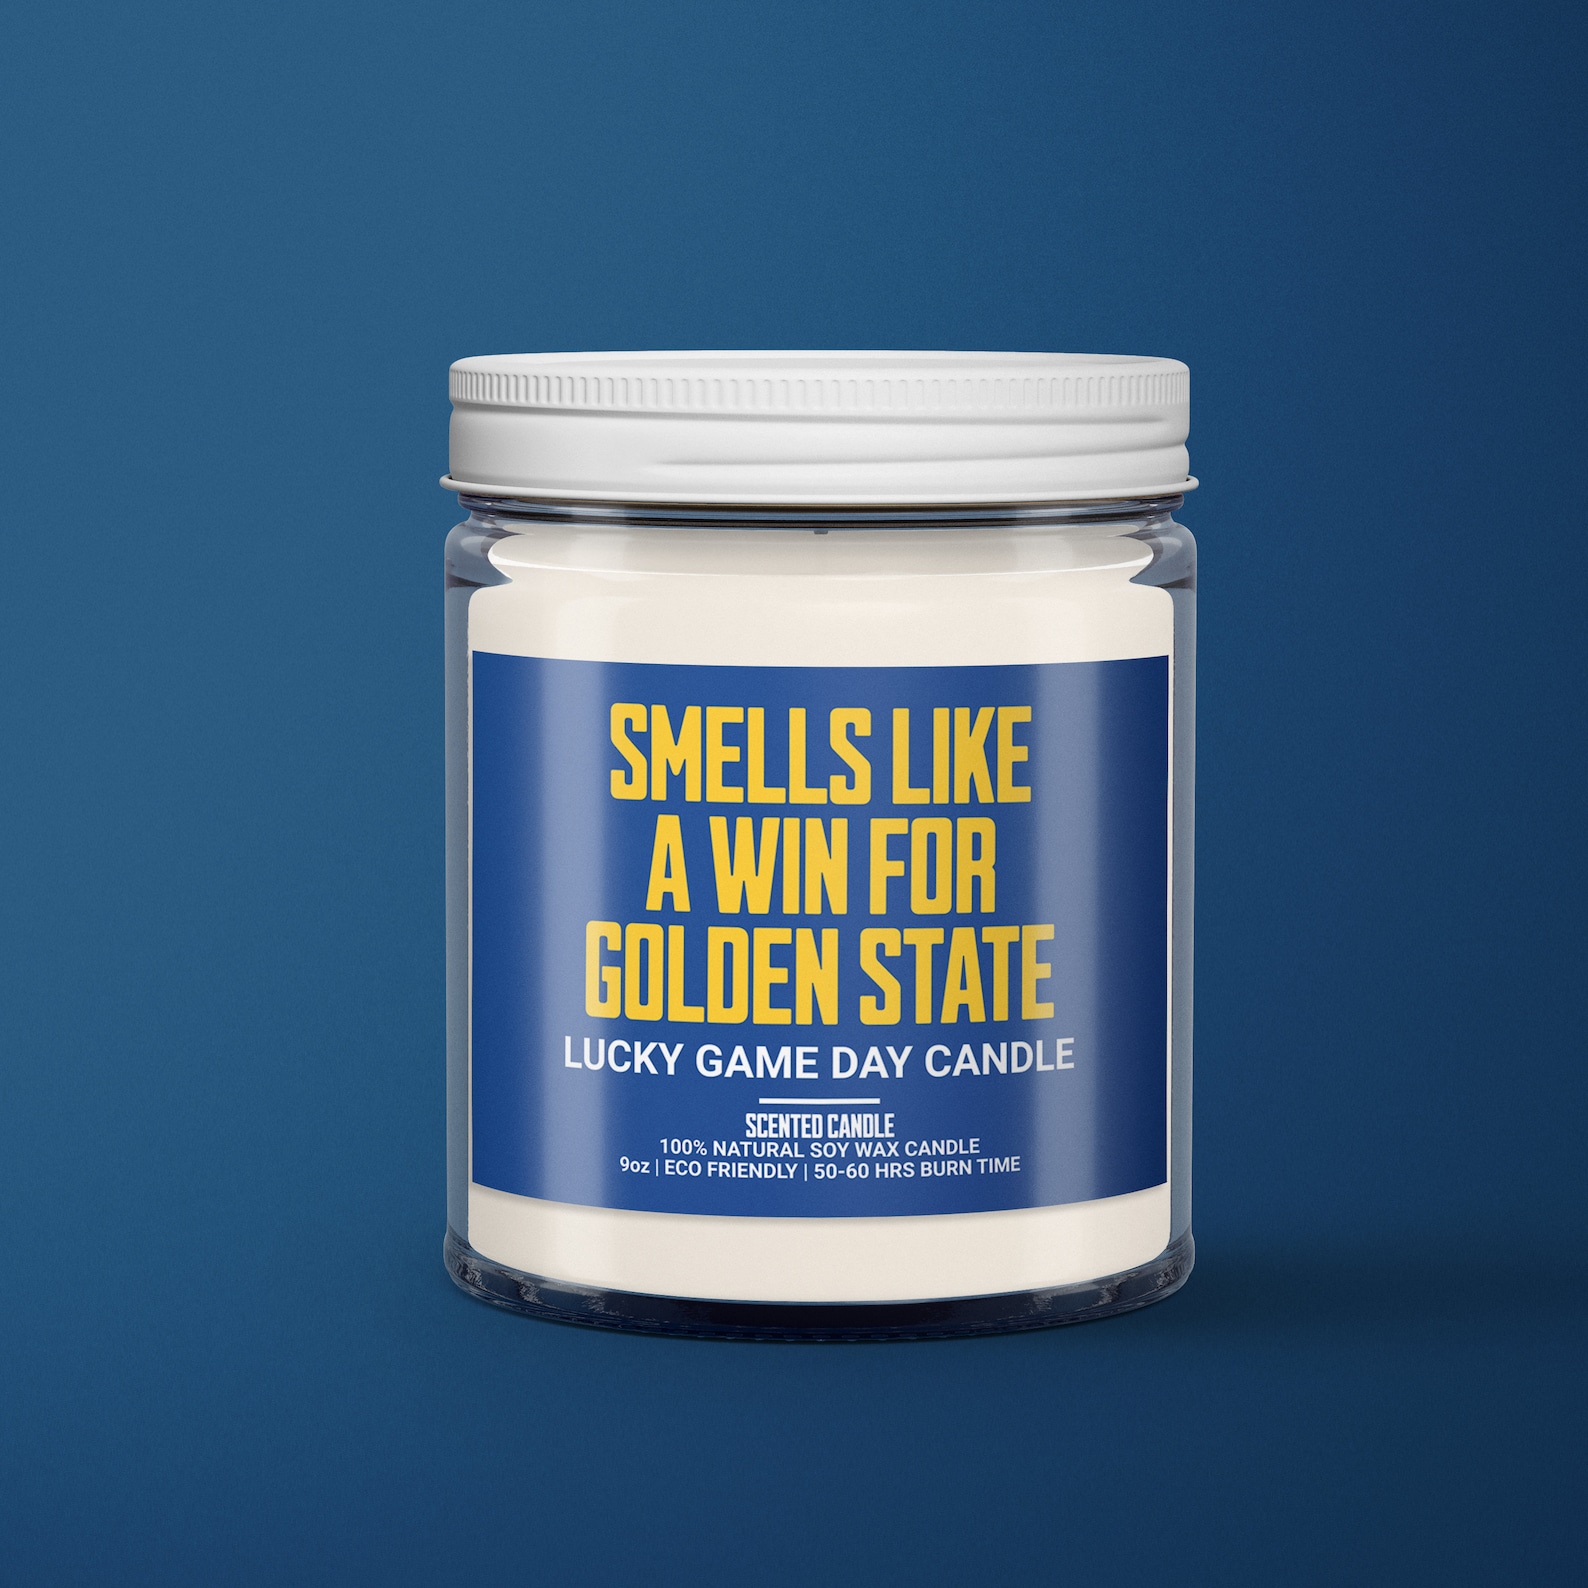 SMELLS LIKE
A WIN FOR
GOLDEN STATE
LUCKY GAME DAY CANDLE
SCENTED CANDLE
100% NATURAL SOY WAX CANDLE
9oz | ECO FRIENDLY | 50-60 HRS BURN TIME